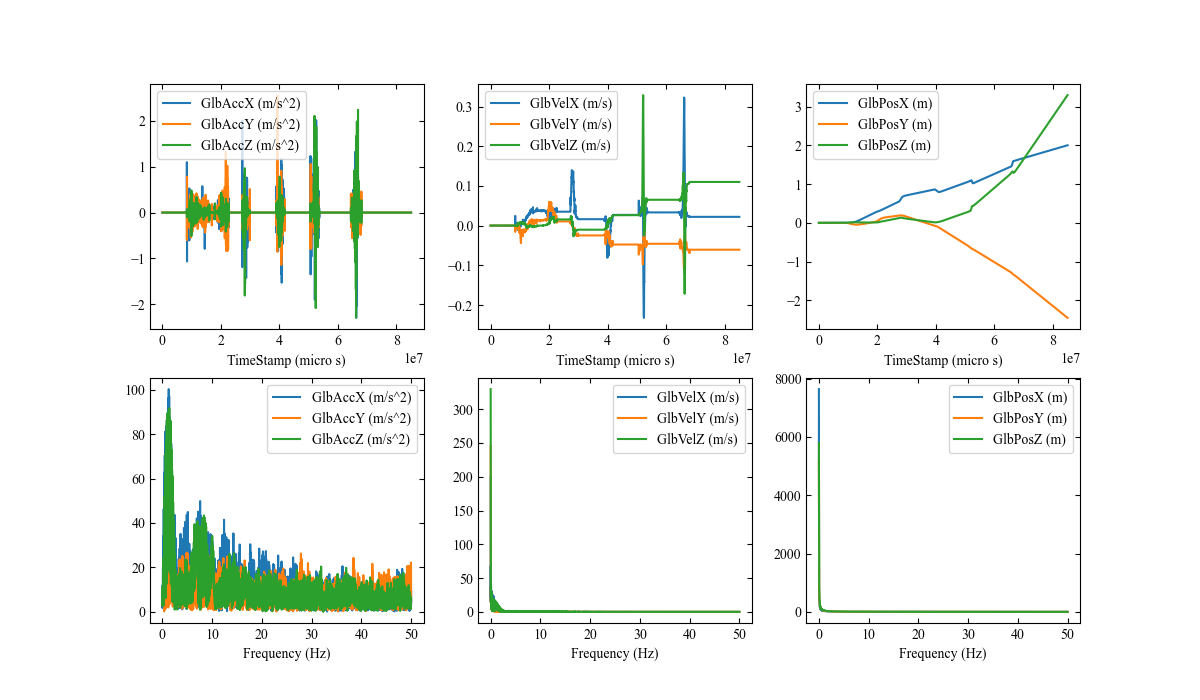 GlbAccX (m/s^2)
GlbAccY (m/s^2)
GlbAccZ (m/s^2)
2
1
0
−1
−2
0 2 4 6 8
1e7
TimeStamp (micro s)
GlbVelX (m/s)
GlbVelY (m/s)
GlbVelZ (m/s)
0.3
0.2
0.1
0.0
−0.1
−0.2
0 2 4 6 8
1e7
TimeStamp (micro s)
GlbPosX (m)
GlbPosY (m)
GlbPosZ (m)
3
2
1
0
−1
−2
0 2 4 6 8
1e7
TimeStamp (micro s)
GlbAccX (m/s^2)
GlbAccY (m/s^2)
GlbAccZ (m/s^2)
100
80
60
40
20
0
0 10 20 30 40 50
Frequency (Hz)
GlbVelX (m/s)
GlbVelY (m/s)
GlbVelZ (m/s)
300
250
200
150
100
50
0
0 10 20 30 40 50
Frequency (Hz)
GlbPosX (m)
GlbPosY (m)
GlbPosZ (m)
8000
6000
4000
2000
0
0 10 20 30 40 50
Frequency (Hz)